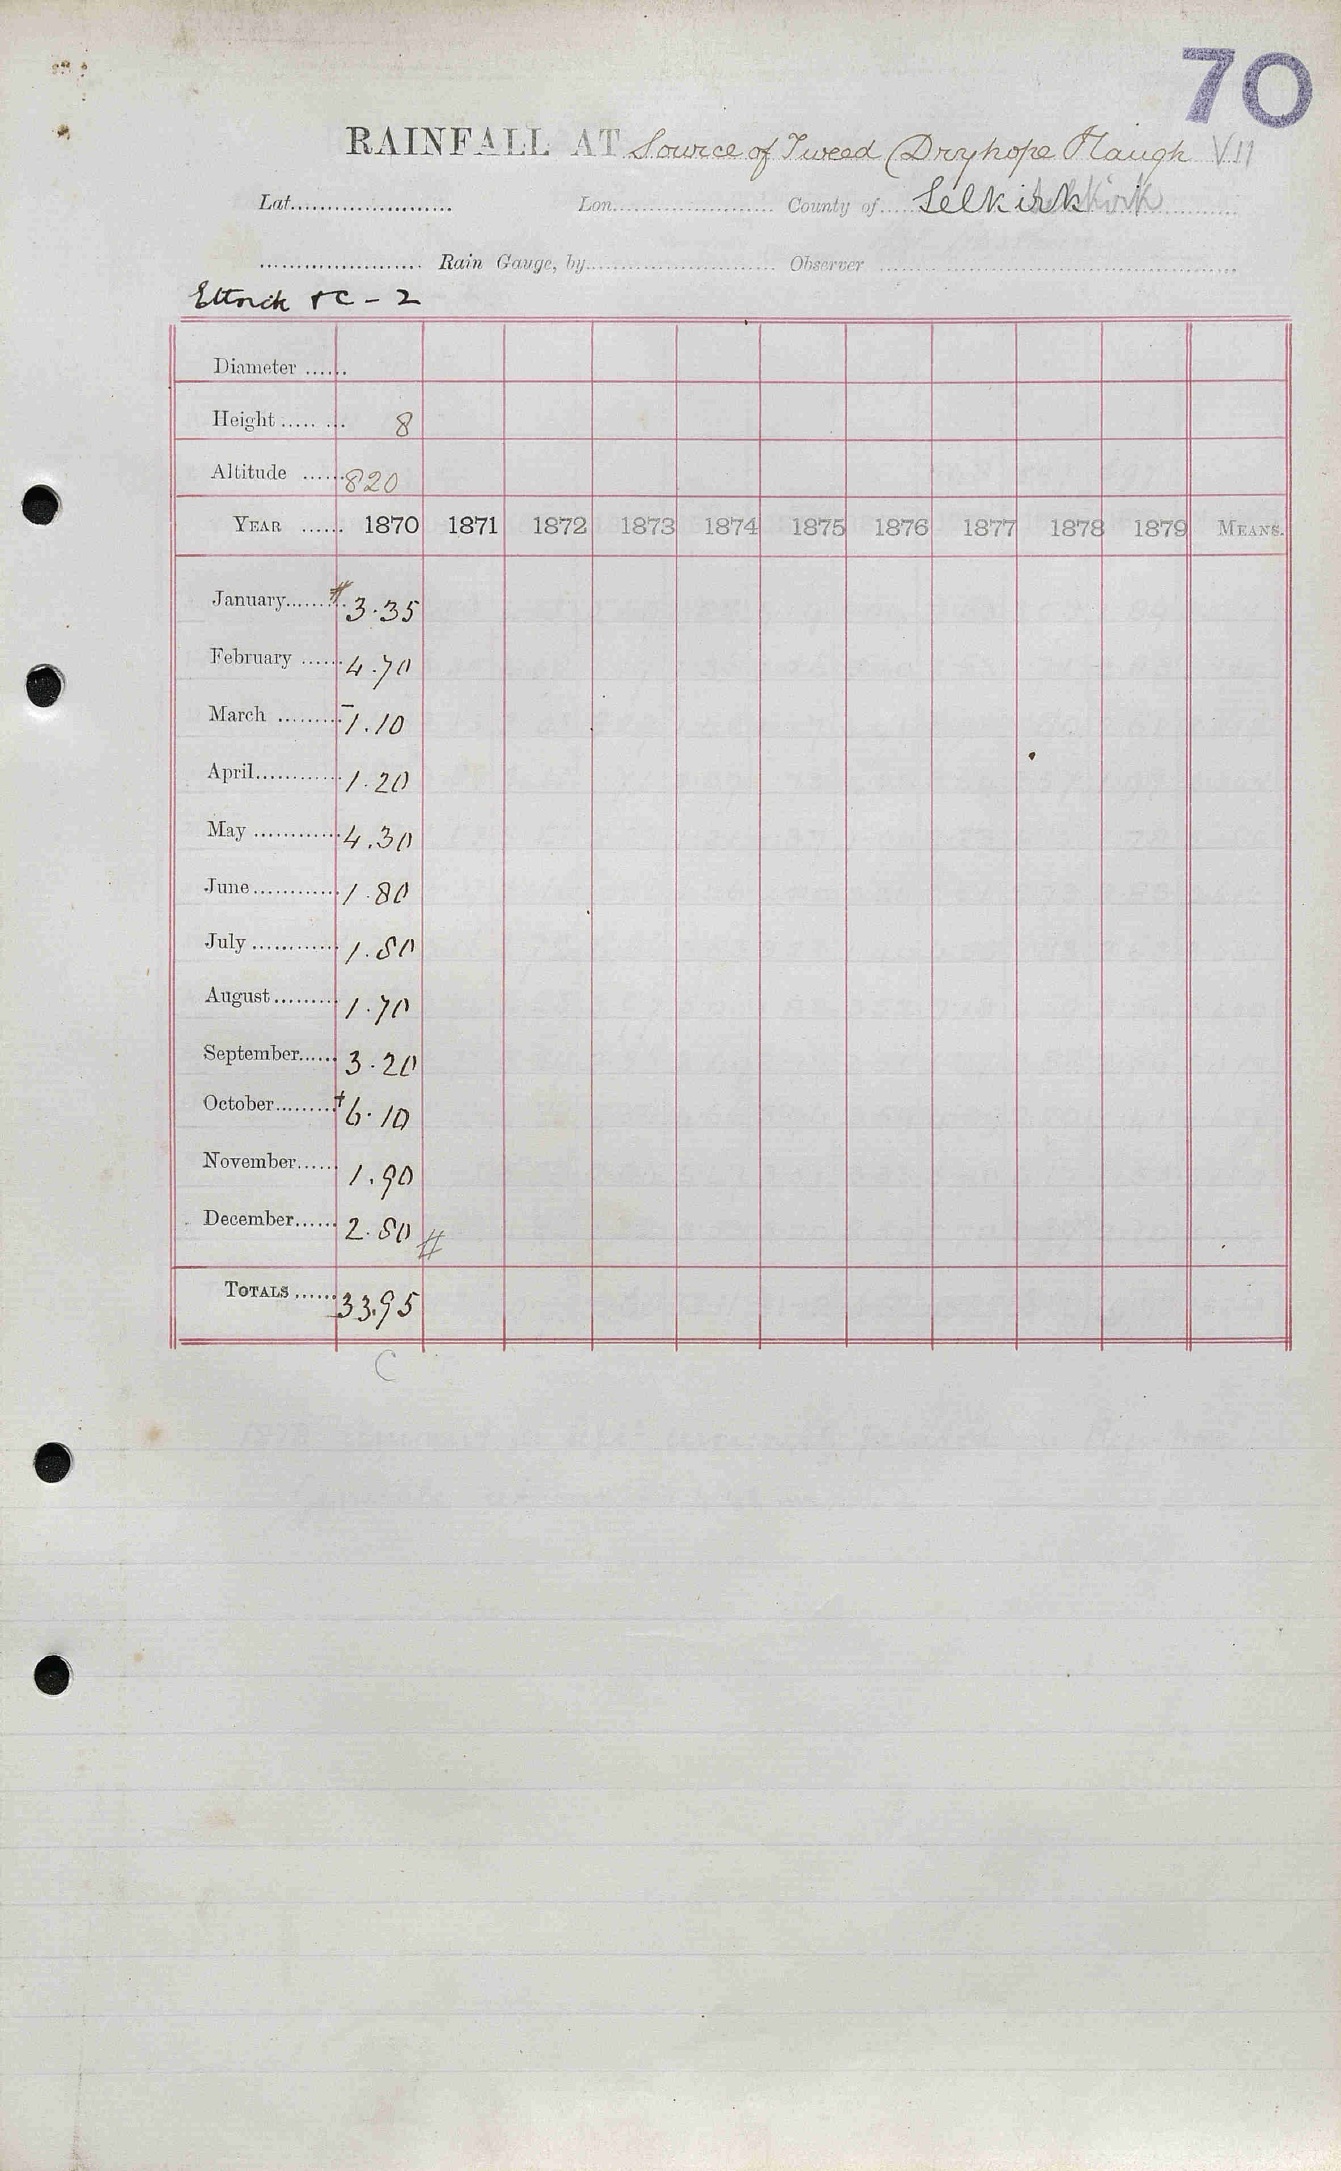 70
RAINFALL AT Source of Tweed (Dryhope Haugh VII
Lat...................... Lon...................... County of..... Selkirk
...................... Rain Gauge, by...................... Observer ......................
Ettrick & C - 2
Diameter ......
Height ........ 8
Altitude ...... 820
YEAR ...... 1870 1871 1872 1873 1874 1875 1876 1877 1878 1879 MEANS.
January......... # 3.35
February ...... 4.70
March ......... 1.10
April............ 1.20
May ............ 4.30
June............ 1.80
July ............ 1.80
August......... 1.70
September...... 3.20
October......... + 6.10
November...... 1.90
December...... 2.80 #
TOTALS ...... 33.95
C